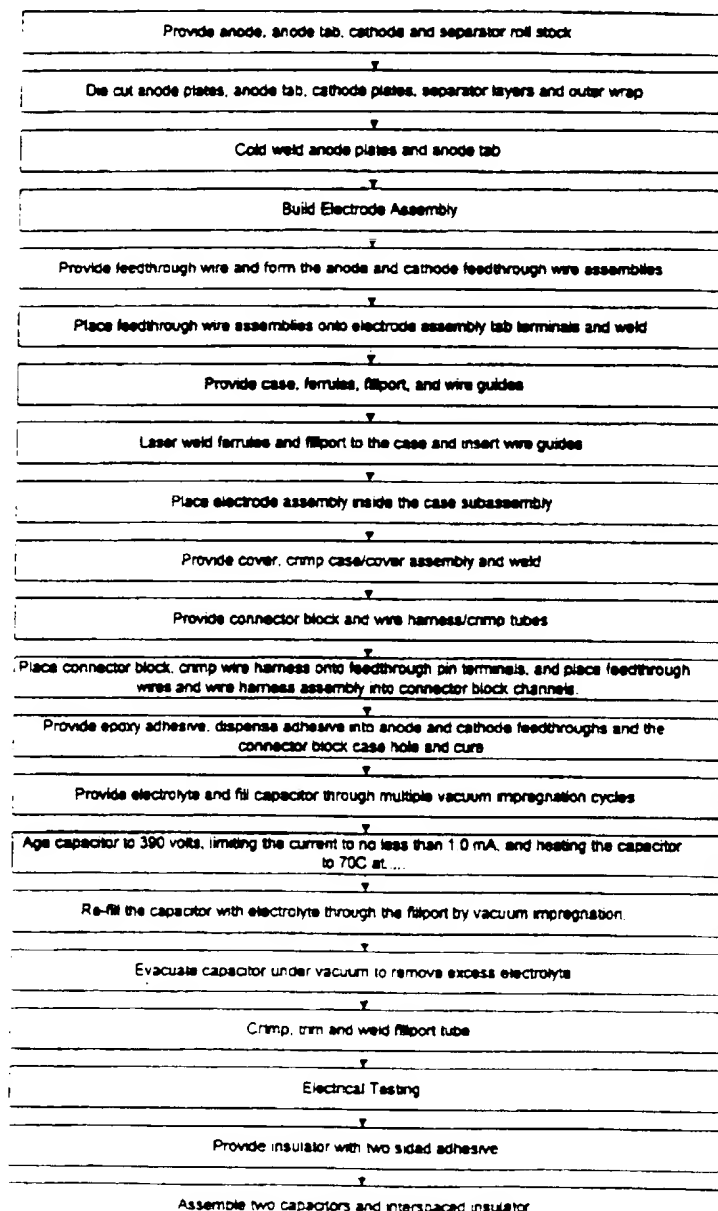 Provide anode, anode tab, cathode and separator roll stock
Die cut anode plates, anode tab, cathode plates, separator layers and outer wrap
Cold weld anode plates and anode tab
Build Electrode Assembly
Provide feedthrough wire and form the anode and cathode feedthrough wire assemblies
Place feedthrough wire assemblies onto electrode assembly tab terminals and weld
Provide case, ferrules, fillport, and wire guides
Laser weld ferrules and fillport to the case and insert wire guides
Place electrode assembly inside the case subassembly
Provide cover, crimp case/cover assembly and weld
Provide connector block and wire harness/crimp tubes
Place connector block, crimp wire harness onto feedthrough pin terminals, and place feedthrough
wires and wire harness assembly into connector block channels.
Provide epoxy adhesive, dispense adhesive into anode and cathode feedthroughs and the
connector block case hole and cure
Provide electrolyte and fill capacitor through multiple vacuum impregnation cycles
Age capacitor to 390 volts, limiting the current to no less than 1.0 mA, and heating the capacitor
to 70C at....
Re-fill the capacitor with electrolyte through the fillport by vacuum impregnation.
Evacuate capacitor under vacuum to remove excess electrolyte
Crimp, trim and weld fillport tube
Electrical Testing
Provide insulator with two sided adhesive
Assemble two capacitors and interspaced insulator